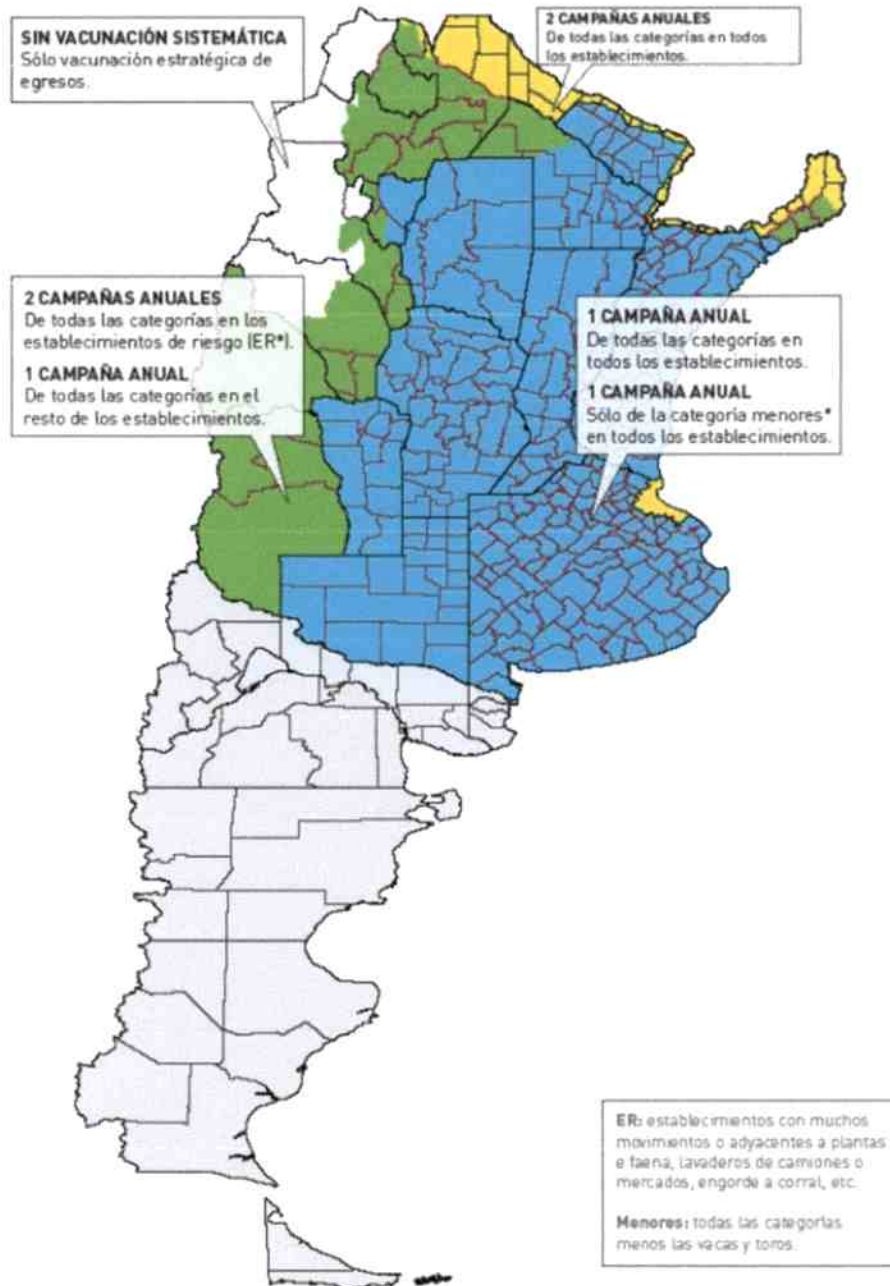 SIN VACUNACIÓN SISTEMÁTICA
Sólo vacunación estratégica de
egresos.
2 CAMPAÑAS ANUALES
De todas las categorías en todos
los establecimientos.
2 CAMPAÑAS ANUALES
De todas las categorías en los
establecimientos de riesgo (ER*).
1 CAMPAÑA ANUAL
De todas las categorías en el
resto de los establecimientos.
1 CAMPAÑA ANUAL
De todas las categorías en
todos los establecimientos.
1 CAMPAÑA ANUAL
Sólo de la categoría menores*
en todos los establecimientos.
ER: establecimientos con muchos
movimientos o adyacentes a plantas
e faena, lavaderos de camiones o
mercados, engorde a corral, etc.
Menores: todas las categorías
menos las vacas y toros.